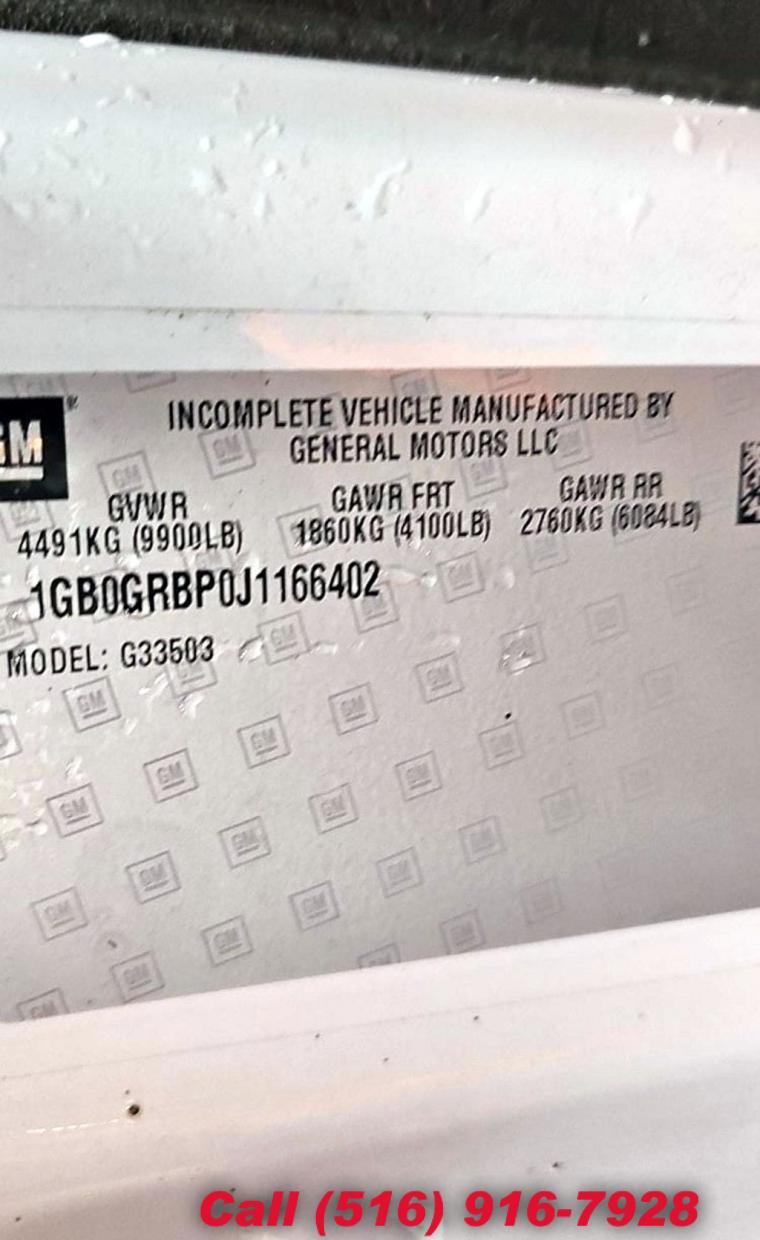 GM
INCOMPLETE VEHICLE MANUFACTURED BY
GENERAL MOTORS LLC
GVWR GAWR FRT GAWR RR
4491KG (9900LB) 1860KG (4100LB) 2760KG (6084LB)
1GB0GRBP0J1166402
MODEL: G33503
Call (516) 916-7928